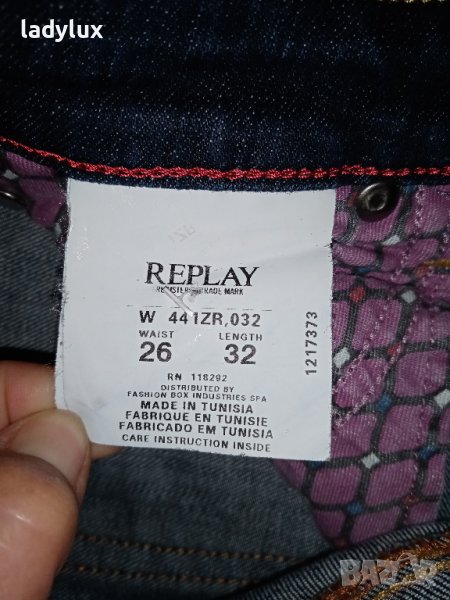 ladylux
REPLAY
REGISTERED TRADE MARK
W 441ZR,032
WAIST LENGTH
26 32
RN 118292
DISTRIBUTED BY
FASHION BOX INDUSTRIES SPA
MADE IN TUNISIA
FABRIQUE EN TUNISIE
FABRICADO EM TUNISIA
CARE INSTRUCTION INSIDE
1217373
bazar